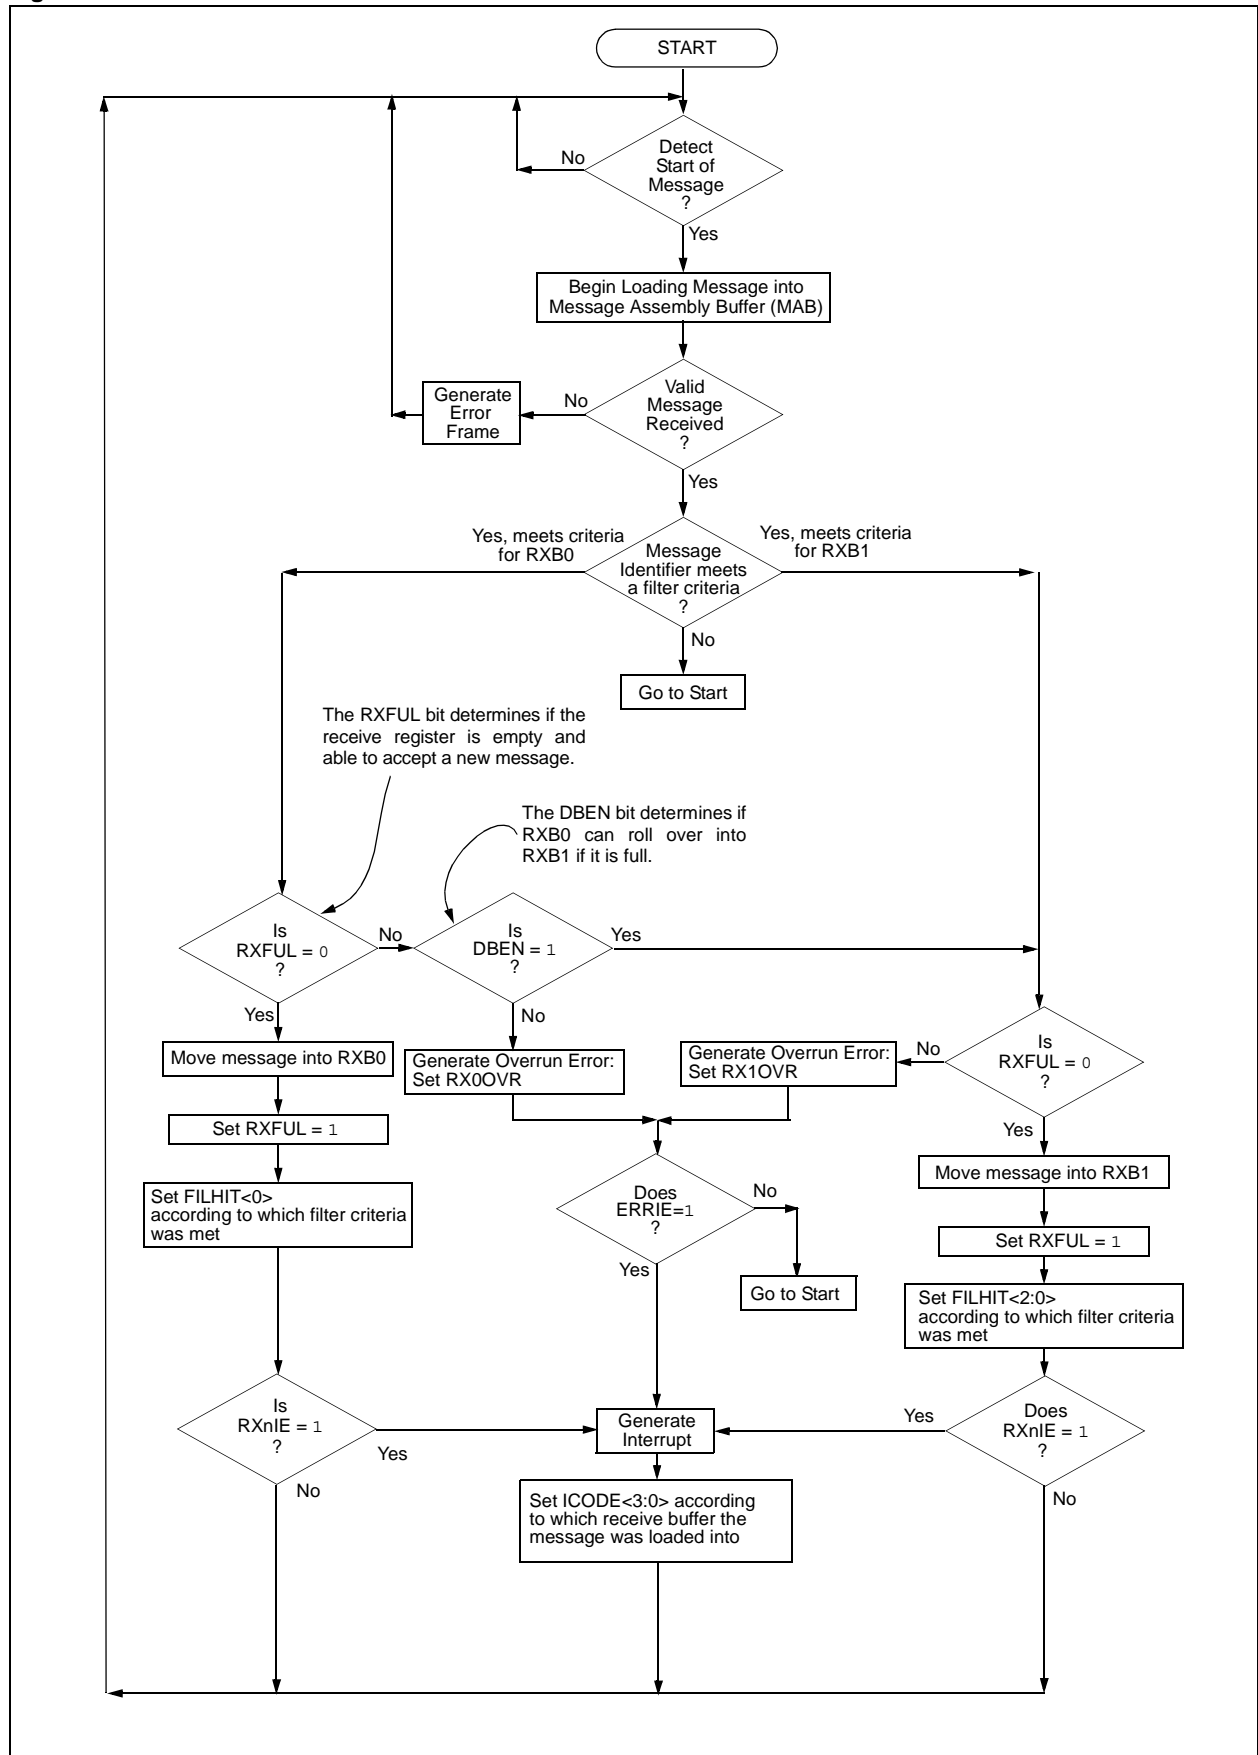 START
No
Detect
Start of
Message
?
Yes
Begin Loading Message into
Message Assembly Buffer (MAB)
Generate
Error
Frame
No
Valid
Message
Received
?
Yes
Yes, meets criteria
for RXB0
Message
Identifier meets
a filter criteria
?
Yes, meets criteria
for RXB1
No
Go to Start
The RXFUL bit determines if the
receive register is empty and
able to accept a new message.
The DBEN bit determines if
RXB0 can roll over into
RXB1 if it is full.
Is
RXFUL = 0
?
No
Is
DBEN = 1
?
Yes
Yes
No
Move message into RXB0
Generate Overrun Error:
Set RX0OVR
Generate Overrun Error:
Set RX1OVR
No
Is
RXFUL = 0
?
Set RXFUL = 1
Yes
Move message into RXB1
Set FILHIT<0>
according to which filter criteria
was met
Does
ERRIE=1
?
No
Yes
Go to Start
Set RXFUL = 1
Set FILHIT<2:0>
according to which filter criteria
was met
Is
RXnIE = 1
?
Yes
No
Generate
Interrupt
Yes
Does
RXnIE = 1
?
No
Set ICODE<3:0> according
to which receive buffer the
message was loaded into